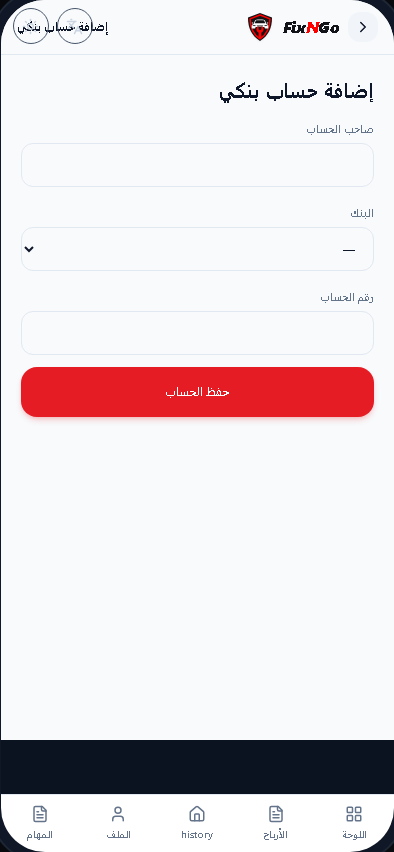 FixNGo
إضافة حساب بنكي
إضافة حساب بنكي
صاحب الحساب
البنك
—
رقم الحساب
حفظ الحساب
اللوحة
الأرباح
history
الملف
المهام